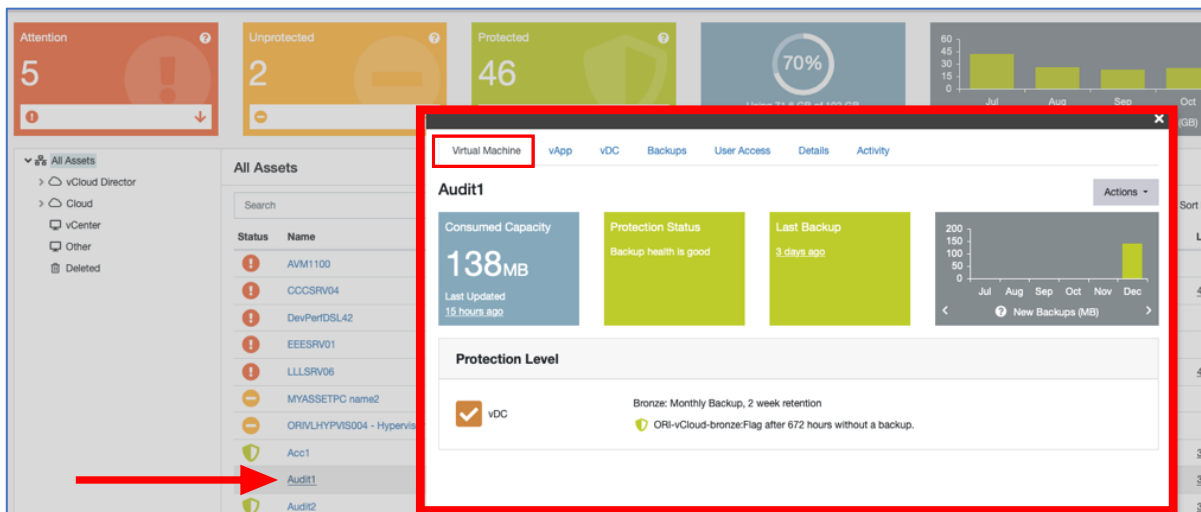 Attention
5
Unprotected
2
Protected
46
70%
60
45
30
15
0
Jul Aug Sep Oct
(GB)
All Assets
vCloud Director
Cloud
vCenter
Other
Deleted
All Assets
Search
Sort
Status Name
AVM1100
CCCSRV04
DevPerfDSL42
EEESRV01
LLLSRV06
MYASSETPC name2
ORIVLHYPVIS004 - Hypervis
Acc1
Audit1
Audit2
Virtual Machine vApp vDC Backups User Access Details Activity
Audit1
Actions
Consumed Capacity
138MB
Last Updated
15 hours ago
Protection Status
Backup health is good
Last Backup
3 days ago
200
150
100
50
0
Jul Aug Sep Oct Nov Dec
New Backups (MB)
Protection Level
vDC
Bronze: Monthly Backup, 2 week retention
ORI-vCloud-bronze:Flag after 672 hours without a backup.